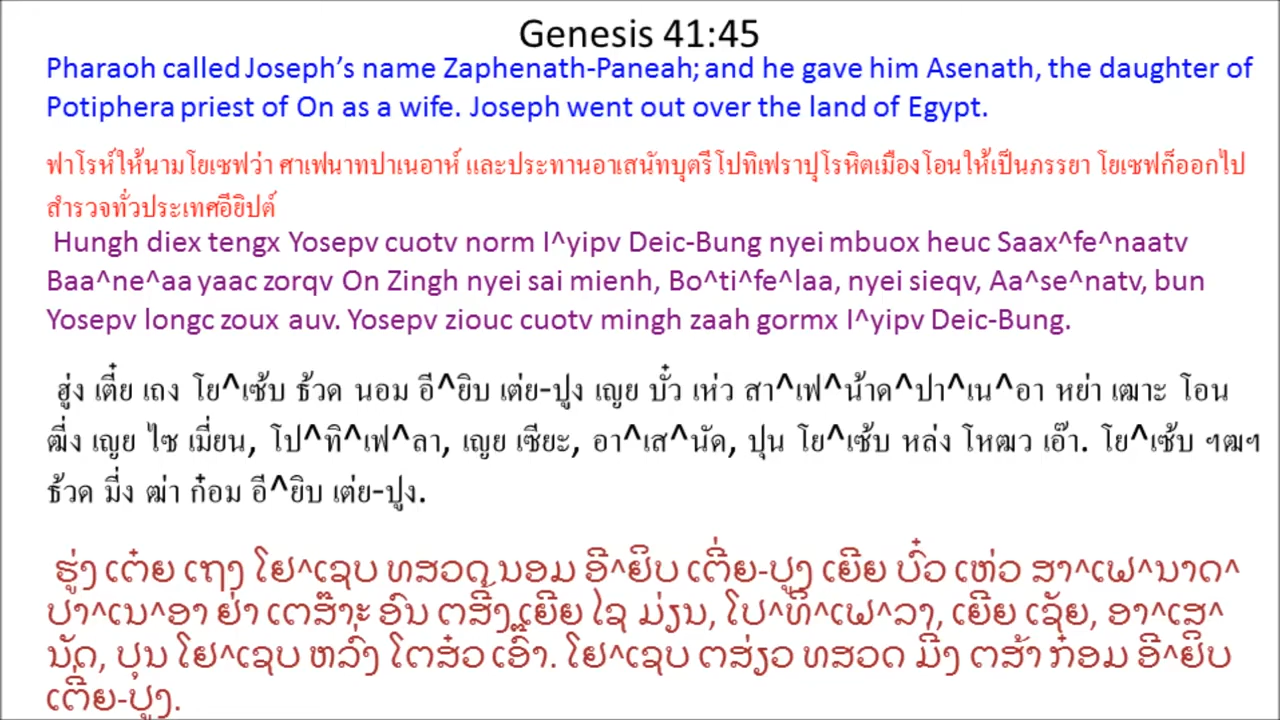 Genesis 41:45
Pharaoh called Joseph’s name Zaphenath-Paneah; and he gave him Asenath, the daughter of
Potiphera priest of On as a wife. Joseph went out over the land of Egypt.
ฟาโรห์ให้นามโยเซฟว่า ศาเฟนาทปาเนอาห์ และประทานอาเสนัทบุตรีโปทิเฟราปุโรหิตเมืองโอนให้เป็นภรรยา โยเซฟก็ออกไป
สำรวจทั่วประเทศอียิปต์
Hungh diex tengx Yosepv cuotv norm I^yipv Deic-Bung nyei mbuox heuc Saax^fe^naatv
Baa^ne^aa yaac zorqv On Zingh nyei sai mienh, Bo^ti^fe^laa, nyei sieqv, Aa^se^natv, bun
Yosepv longc zoux auv. Yosepv ziouc cuotv mingh zaah gormx I^yipv Deic-Bung.
ฮู่ง เตี๋ย เถง โย^เซ้บ ธ้วด นอม อี^ยิบ เต่ย-ปูง เญย บั๋ว เห่ว สา^เฟ^น้าด^ปา^เน^อา หย่า เฒาะ โอน
ฒี่ง เญย ไซ เมี่ยน, โป^ทิ^เฟ^ลา, เญย เซียะ, อา^เส^นัด, ปุน โย^เซ้บ หล่ง โหฒว เอ๊า. โย^เซ้บ ฯฒฯ
ธ้วด มี่ง ฒ่า ก๋อม อี^ยิบ เต่ย-ปูง.
ຮູ່ງ ເຕ๋ຍ ເຖງ ໂຢ^ເຊບ ທສວດ ນອມ ອີ^ຢິບ ເຕີ່ຍ-ປູງ ເຍີຍ ບົ໋ວ ເຫ່ວ ສາ^ເຟ^ນາດ^
ປາ^ເນ^ອາ ຢ່າ ເຕສ໊າະ ອົນ ຕສີ້ງ ເຍີຍ ໄຊ ມ່ຽນ, ໂປ^ທິ^ເຟ^ລາ, ເຍີຍ ເຊັຍ, ອາ^ເສ^
ນັດ, ປຸນ ໂຢ^ເຊບ ຫລົ່ງ ໂຕສ໋ວ ເອົ໊າ. ໂຢ^ເຊບ ຕສ່ຽວ ທສວດ ມີ່ງ ຕສ້າ ກ໋ອມ ອີ^ຢິບ
ເຕີ່ຍ-ປູງ.